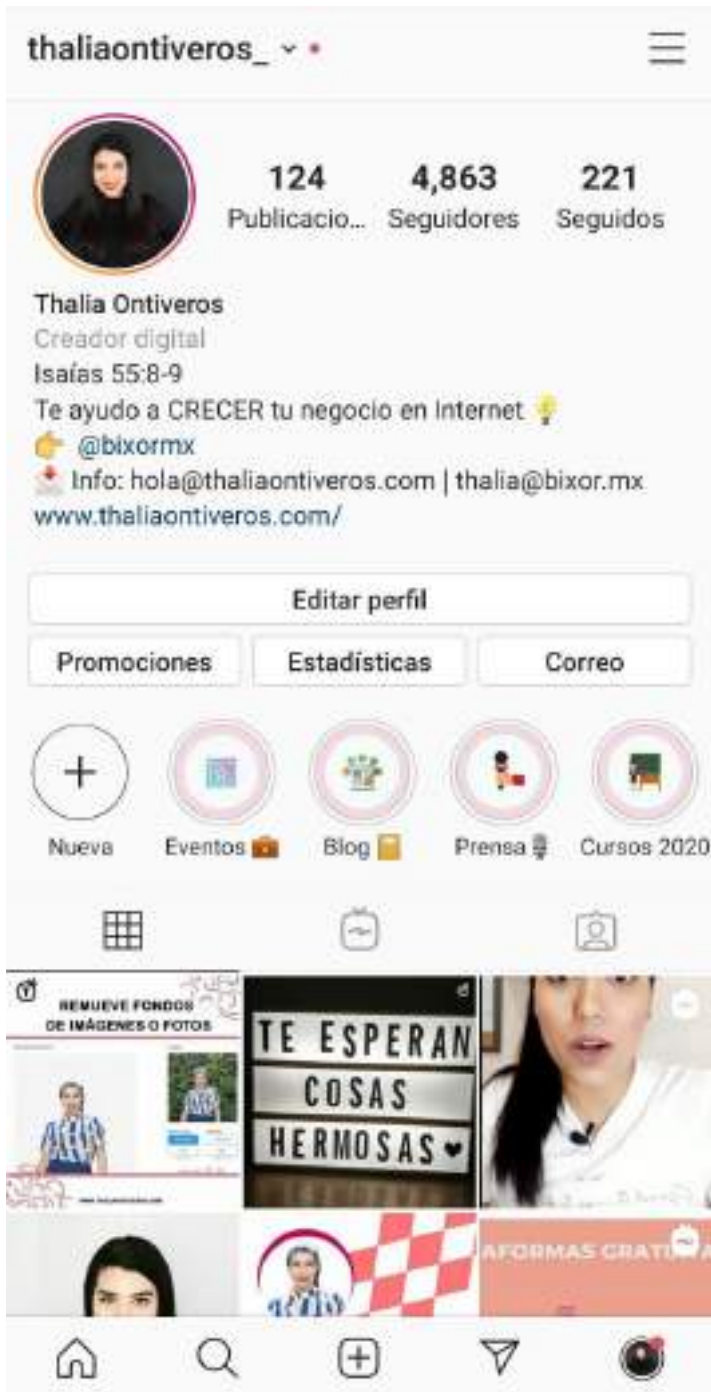 thaliaontiveros_
124 4,863 221
Publicacio... Seguidores Seguidos
Thalia Ontiveros
Creador digital
Isaías 55:8-9
Te ayudo a CRECER tu negocio en Internet 💡
👉 @bixormx
📩 Info: hola@thaliaontiveros.com | thalia@bixor.mx
www.thaliaontiveros.com/
Editar perfil
Promociones Estadísticas Correo
Nueva Eventos 💼 Blog 📒 Prensa 🎙 Cursos 2020
REMUEVE FONDOS
DE IMÁGENES O FOTOS
TE ESPERAN
COSAS
HERMOSAS ♥
AFORMAS GRATUITA